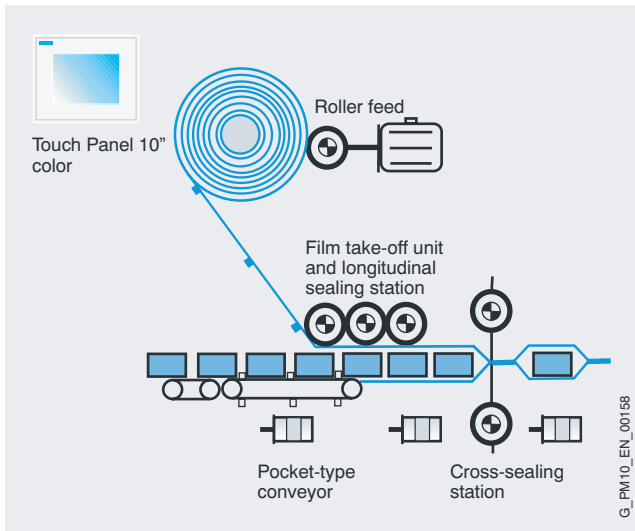 Roller feed
Touch Panel 10”
color
Film take-off unit
and longitudinal
sealing station
Pocket-type
conveyor
Cross-sealing
station
G_PM10_EN_00158